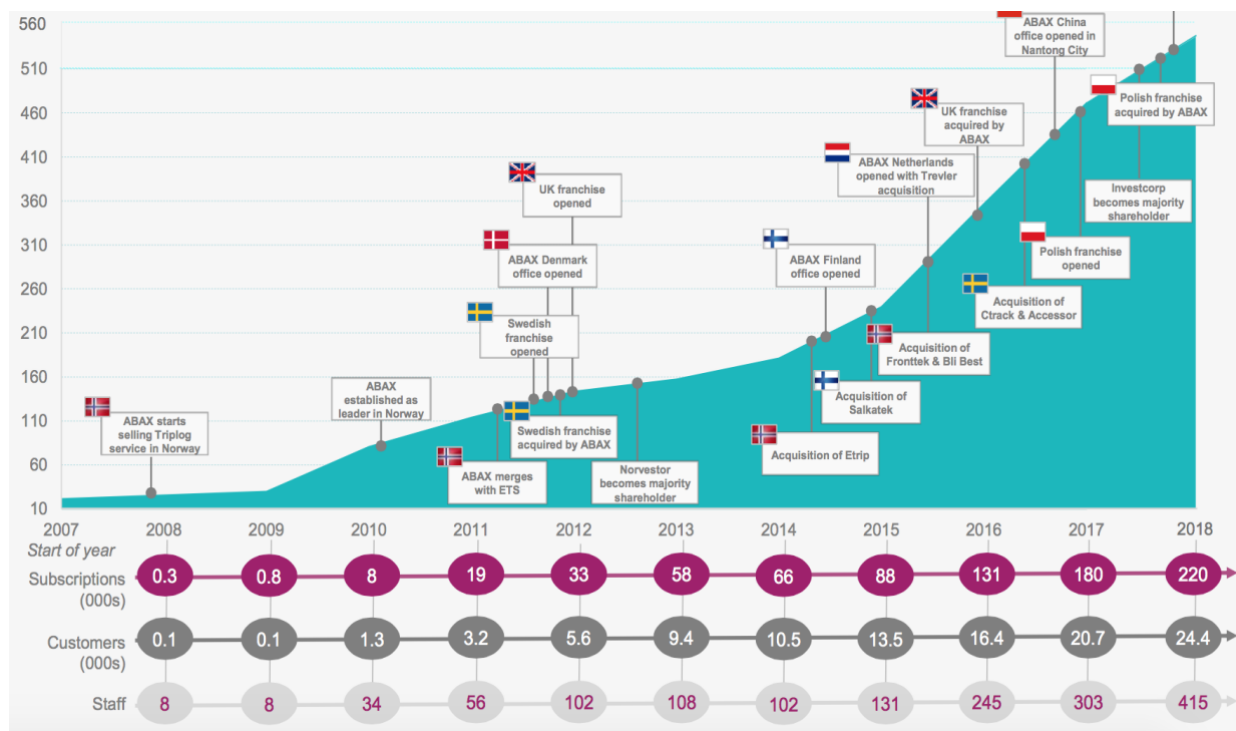 560
510
460
410
360
310
260
210
160
110
60
10
ABAX starts
selling Triplog
service in Norway
ABAX
established as
leader in Norway
ABAX merges
with ETS
Swedish
franchise
opened
ABAX Denmark
office opened
UK franchise
opened
Swedish franchise
acquired by ABAX
Norvestor
becomes majority
shareholder
Acquisition of Etrip
ABAX Finland
office opened
Acquisition of
Salkatek
Acquisition of
Fronttek & Bli Best
ABAX Netherlands
opened with Trevler
acquisition
UK franchise
acquired by
ABAX
Acquisition of
Ctrack & Accessor
ABAX China
office opened in
Nantong City
Polish franchise
opened
Investcorp
becomes majority
shareholder
Polish franchise
acquired by ABAX
2007 2008 2009 2010 2011 2012 2013 2014 2015 2016 2017 2018
Start of year
Subscriptions
(000s)
0.3 0.8 8 19 33 58 66 88 131 180 220
Customers
(000s)
0.1 0.1 1.3 3.2 5.6 9.4 10.5 13.5 16.4 20.7 24.4
Staff 8 8 34 56 102 108 102 131 245 303 415